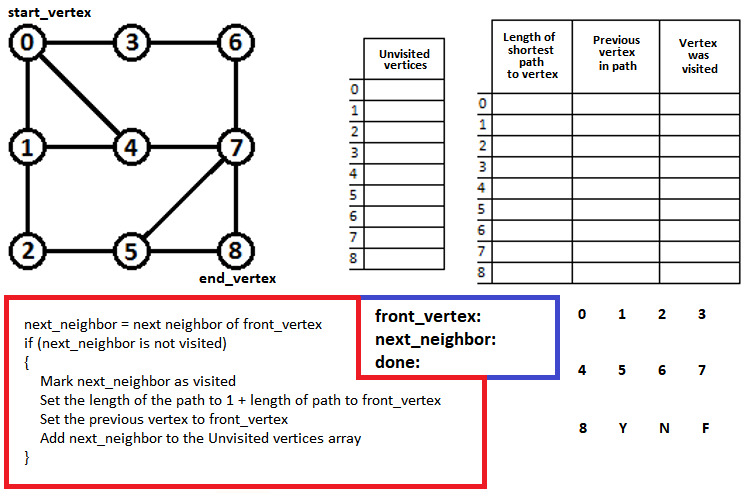 start_vertex
0 3 6
1 4 7
2 5 8
end_vertex
Unvisited
vertices
0
1
2
3
4
5
6
7
8
Length of
shortest
path
to vertex
Previous
vertex
in path
Vertex
was
visited
0
1
2
3
4
5
6
7
8
next_neighbor = next neighbor of front_vertex
if (next_neighbor is not visited)
{
Mark next_neighbor as visited
Set the length of the path to 1 + length of path to front_vertex
Set the previous vertex to front_vertex
Add next_neighbor to the Unvisited vertices array
}
front_vertex:
next_neighbor:
done:
0 1 2 3
4 5 6 7
8 Y N F